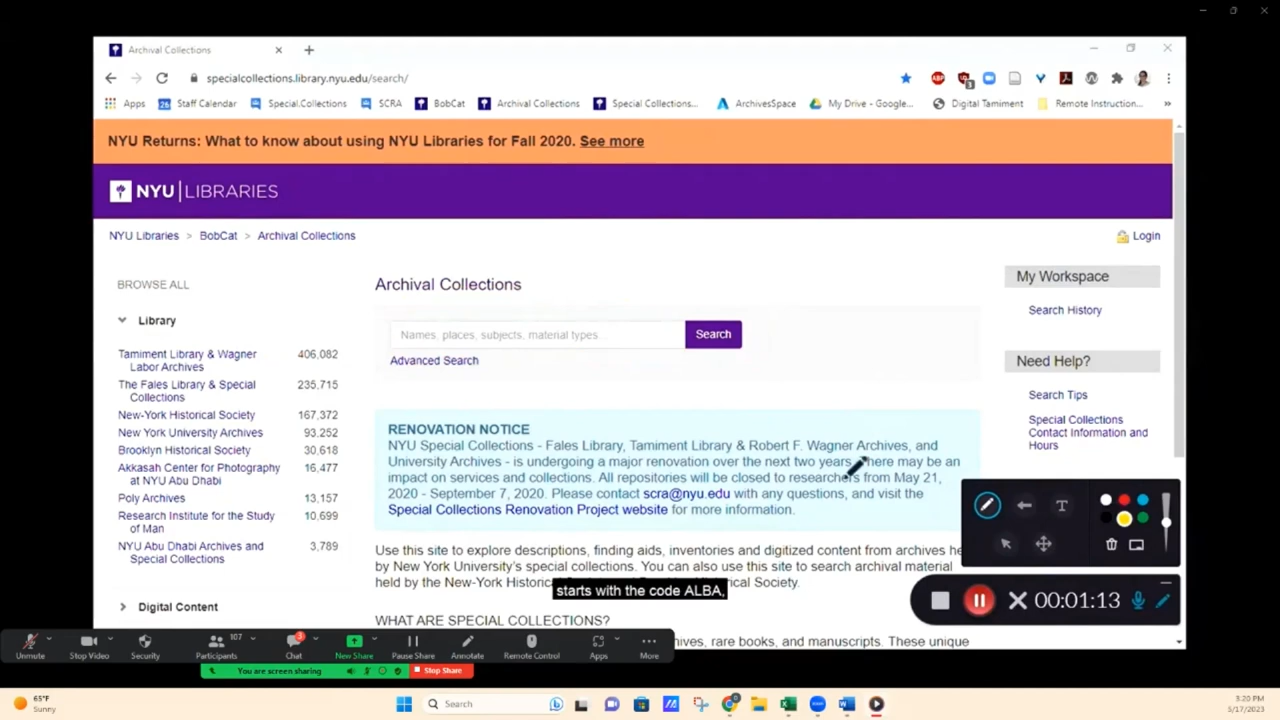 Archival Collections
specialcollections.library.nyu.edu/search/
ABP
3
Apps
26
Staff Calendar
Special.Collections
SCRA
BobCat
Archival Collections
Special Collections...
ArchivesSpace
My Drive - Google...
Digital Tamiment
Remote Instruction...
»
NYU Returns: What to know about using NYU Libraries for Fall 2020. See more
NYU | LIBRARIES
NYU Libraries > BobCat > Archival Collections
Login
BROWSE ALL
Library
Tamiment Library & Wagner 406,082
Labor Archives
The Fales Library & Special 235,715
Collections
New-York Historical Society 167,372
New York University Archives 93,252
Brooklyn Historical Society 30,618
Akkasah Center for Photography 16,477
at NYU Abu Dhabi
Poly Archives 13,157
Research Institute for the Study 10,699
of Man
NYU Abu Dhabi Archives and 3,789
Special Collections
Digital Content
Archival Collections
Names, places, subjects, material types...
Search
Advanced Search
RENOVATION NOTICE
NYU Special Collections - Fales Library, Tamiment Library & Robert F. Wagner Archives, and
University Archives - is undergoing a major renovation over the next two years. There may be an
impact on services and collections. All repositories will be closed to researchers from May 21,
2020 - September 7, 2020. Please contact scra@nyu.edu with any questions, and visit the
Special Collections Renovation Project website for more information.
Use this site to explore descriptions, finding aids, inventories and digitized content from archives he
by New York University's special collections. You can also use this site to search archival material
held by the New-York Historic
rical Society.
starts with the code ALBA,
WHAT ARE SPECIAL COLLECTIONS?
hives, rare books, and manuscripts. These unique
My Workspace
Search History
Need Help?
Search Tips
Special Collections
Contact Information and
Hours
T
00:01:13
Unmute
Stop Video
Security
107
Participants
3
Chat
New Share
Pause Share
Annotate
Remote Control
Apps
More
You are screen sharing
Stop Share
65°F
Sunny
Search
3:20 PM
5/17/2023